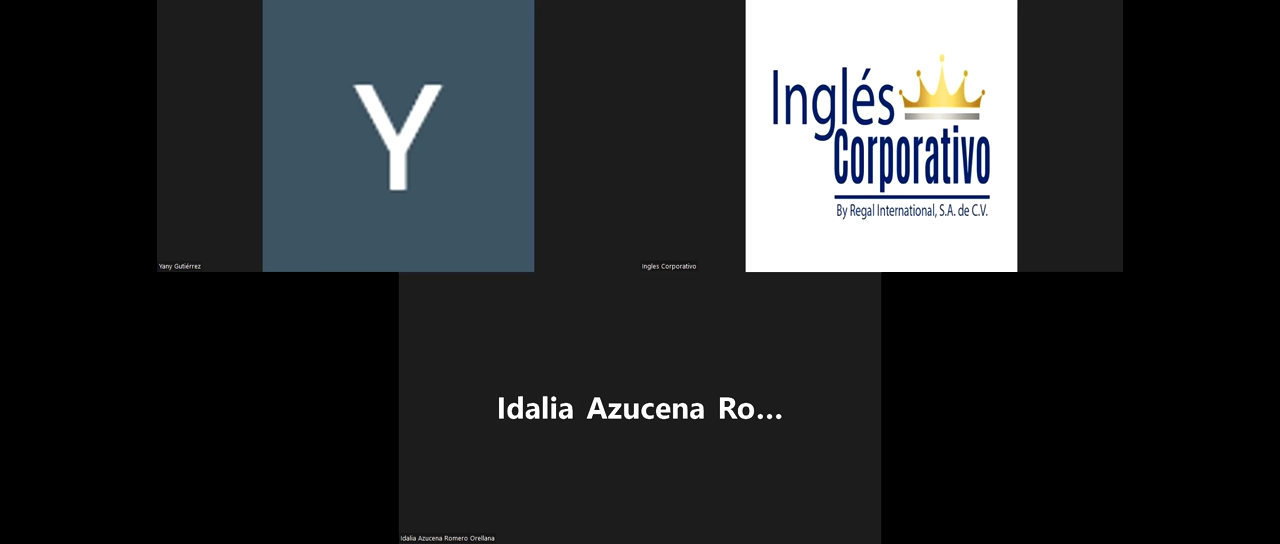 Y
Inglés
Corporativo
By Regal International, S.A. de C.V.
Yany Gutiérrez
Ingles Corporativo
Idalia Azucena Ro...
Idalia Azucena Romero Orellana